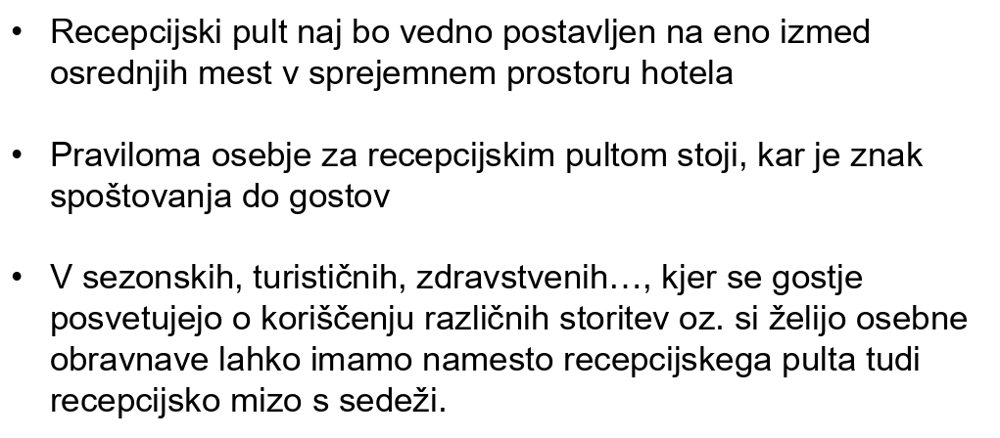 • Recepcijski pult naj bo vedno postavljen na eno izmed
osrednjih mest v sprejemnem prostoru hotela
• Praviloma osebje za recepcijskim pultom stoji, kar je znak
spoštovanja do gostov
• V sezonskih, turističnih, zdravstvenih…, kjer se gostje
posvetujejo o koriščenju različnih storitev oz. si želijo osebne
obravnave lahko imamo namesto recepcijskega pulta tudi
recepcijsko mizo s sedeži.